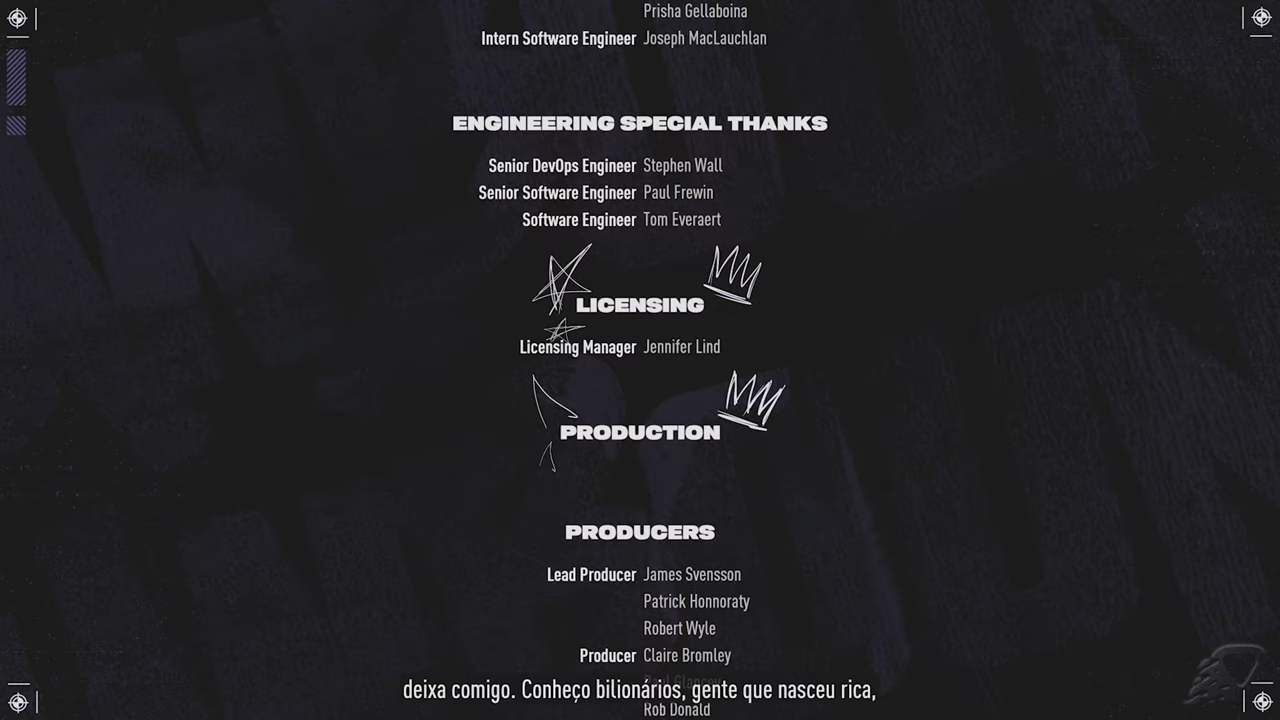 Prisha Gellaboina
Intern Software Engineer Joseph MacLauchlan
ENGINEERING SPECIAL THANKS
Senior DevOps Engineer Stephen Wall
Senior Software Engineer Paul Frewin
Software Engineer Tom Everaert
LICENSING
Licensing Manager Jennifer Lind
PRODUCTION
PRODUCERS
Lead Producer James Svensson
Patrick Honnoraty
Robert Wyle
Producer Claire Bromley
Paul Glancey
deixa comigo. Conheço bilionários, gente que nasceu rica,
Rob Donald